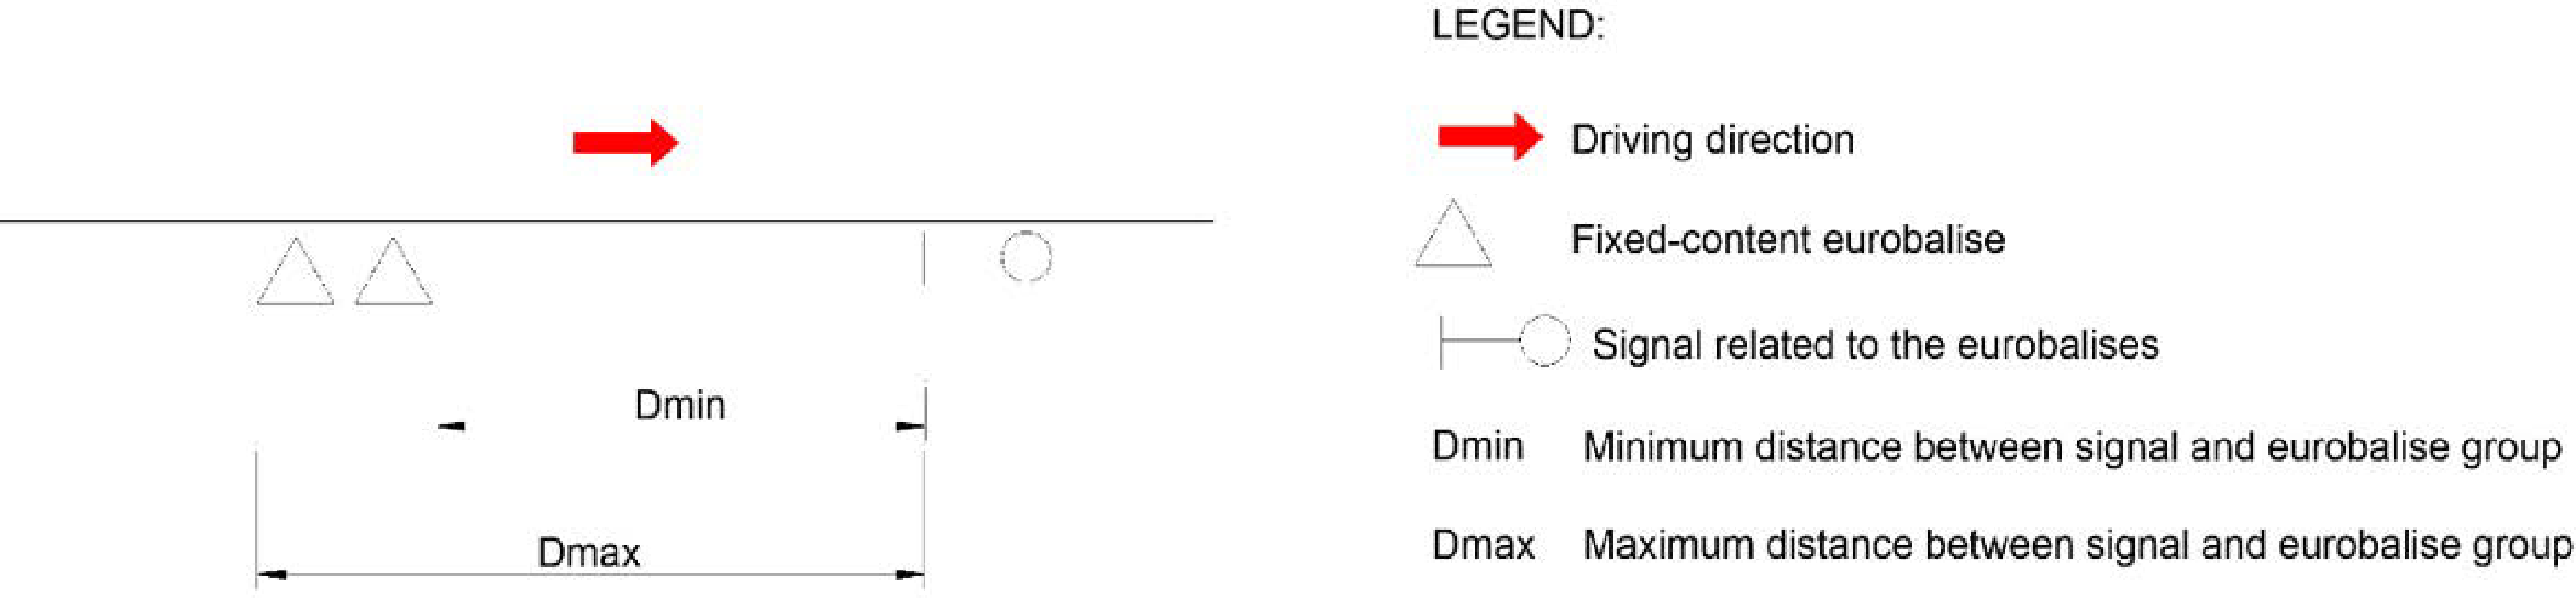 LEGEND:
Driving direction
Fixed-content eurobalise
Signal related to the eurobalises
Dmin
Dmin Minimum distance between signal and eurobalise group
Dmax
Dmax Maximum distance between signal and eurobalise group